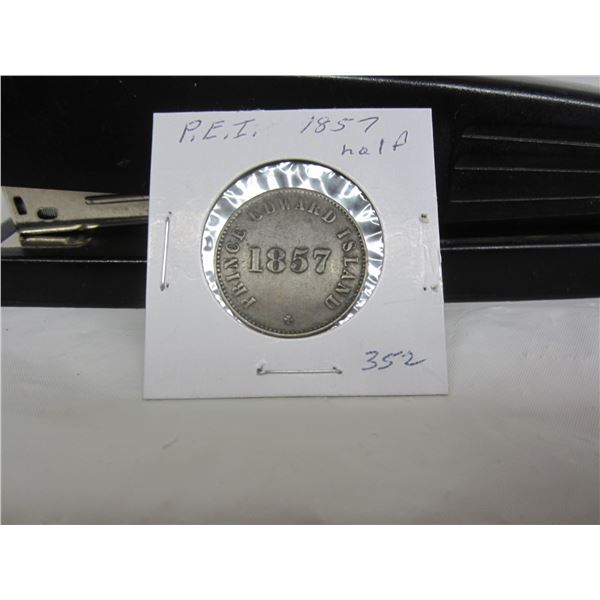 P.E.I. 1857
half
PRINCE EDWARD ISLAND
1857
352